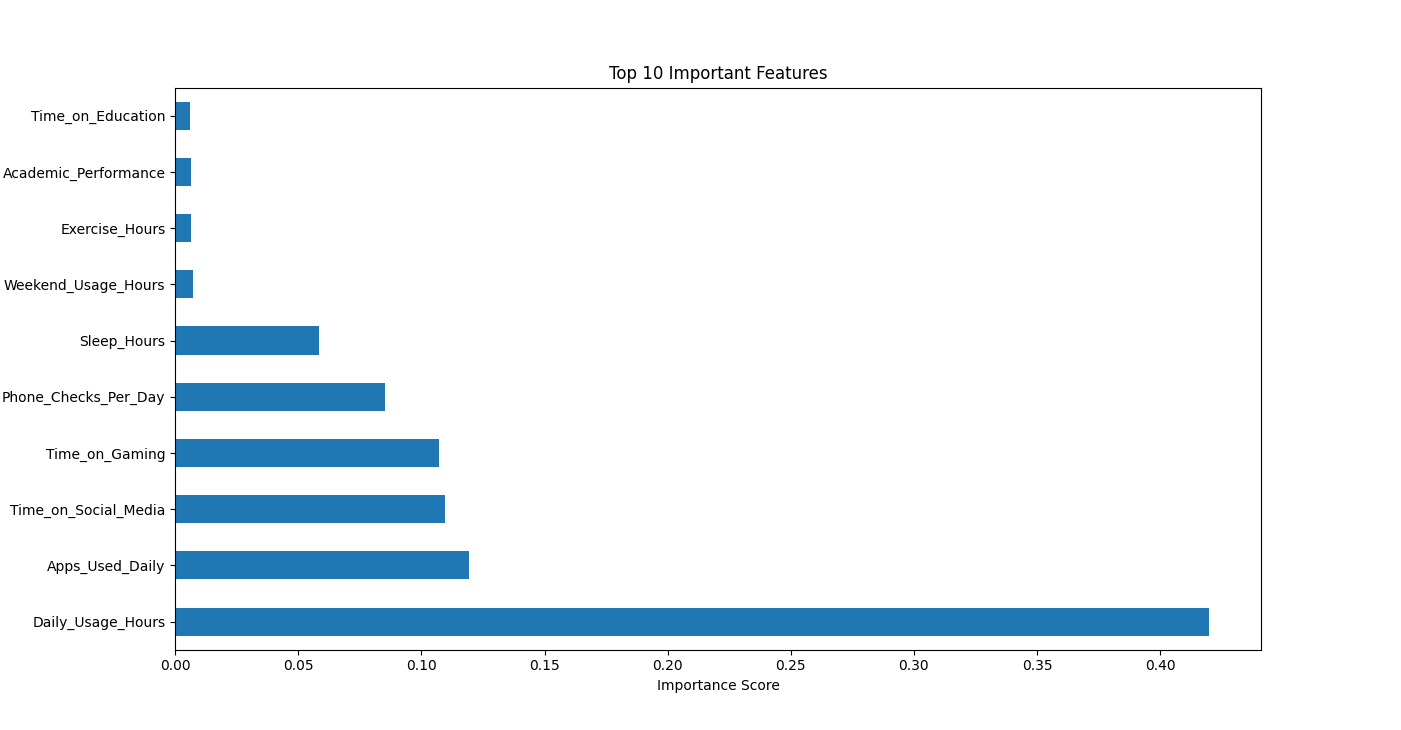 Top 10 Important Features
Time_on_Education
Academic_Performance
Exercise_Hours
Weekend_Usage_Hours
Sleep_Hours
Phone_Checks_Per_Day
Time_on_Gaming
Time_on_Social_Media
Apps_Used_Daily
Daily_Usage_Hours
0.00 0.05 0.10 0.15 0.20 0.25 0.30 0.35 0.40
Importance Score